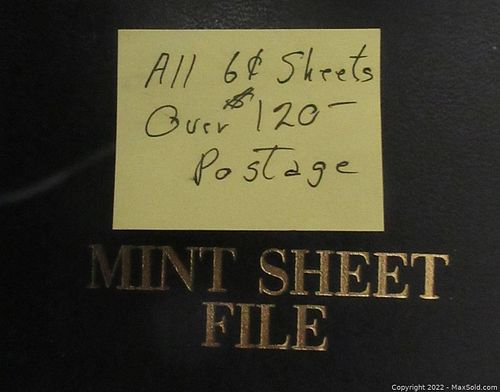 All 6¢ Sheets
Over $120-
Postage
MINT SHEET
FILE
Copyright 2022 - MaxSold.com